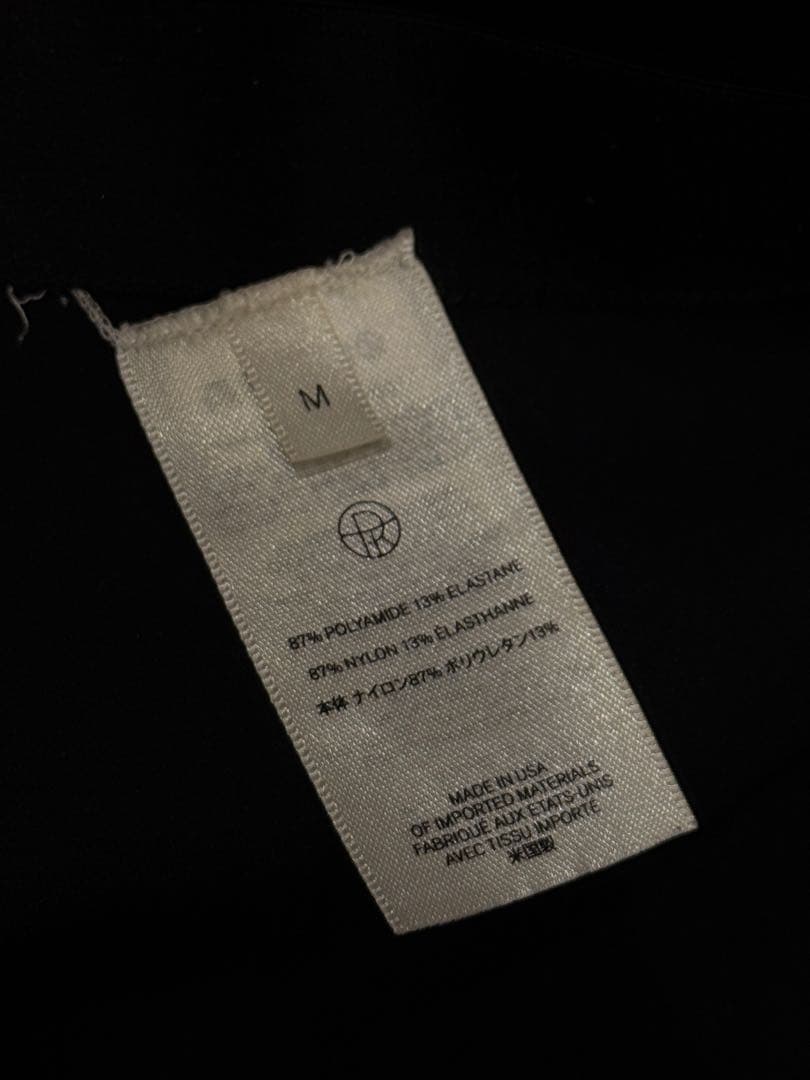 M
87% POLYAMIDE 13% ELASTANE
87% NYLON 13% ÉLASTHANNE
本体 ナイロン87% ポリウレタン13%
MADE IN USA
OF IMPORTED MATERIALS
FABRIQUÉ AUX ETATS-UNIS
AVEC TISSU IMPORTÉ
米国製